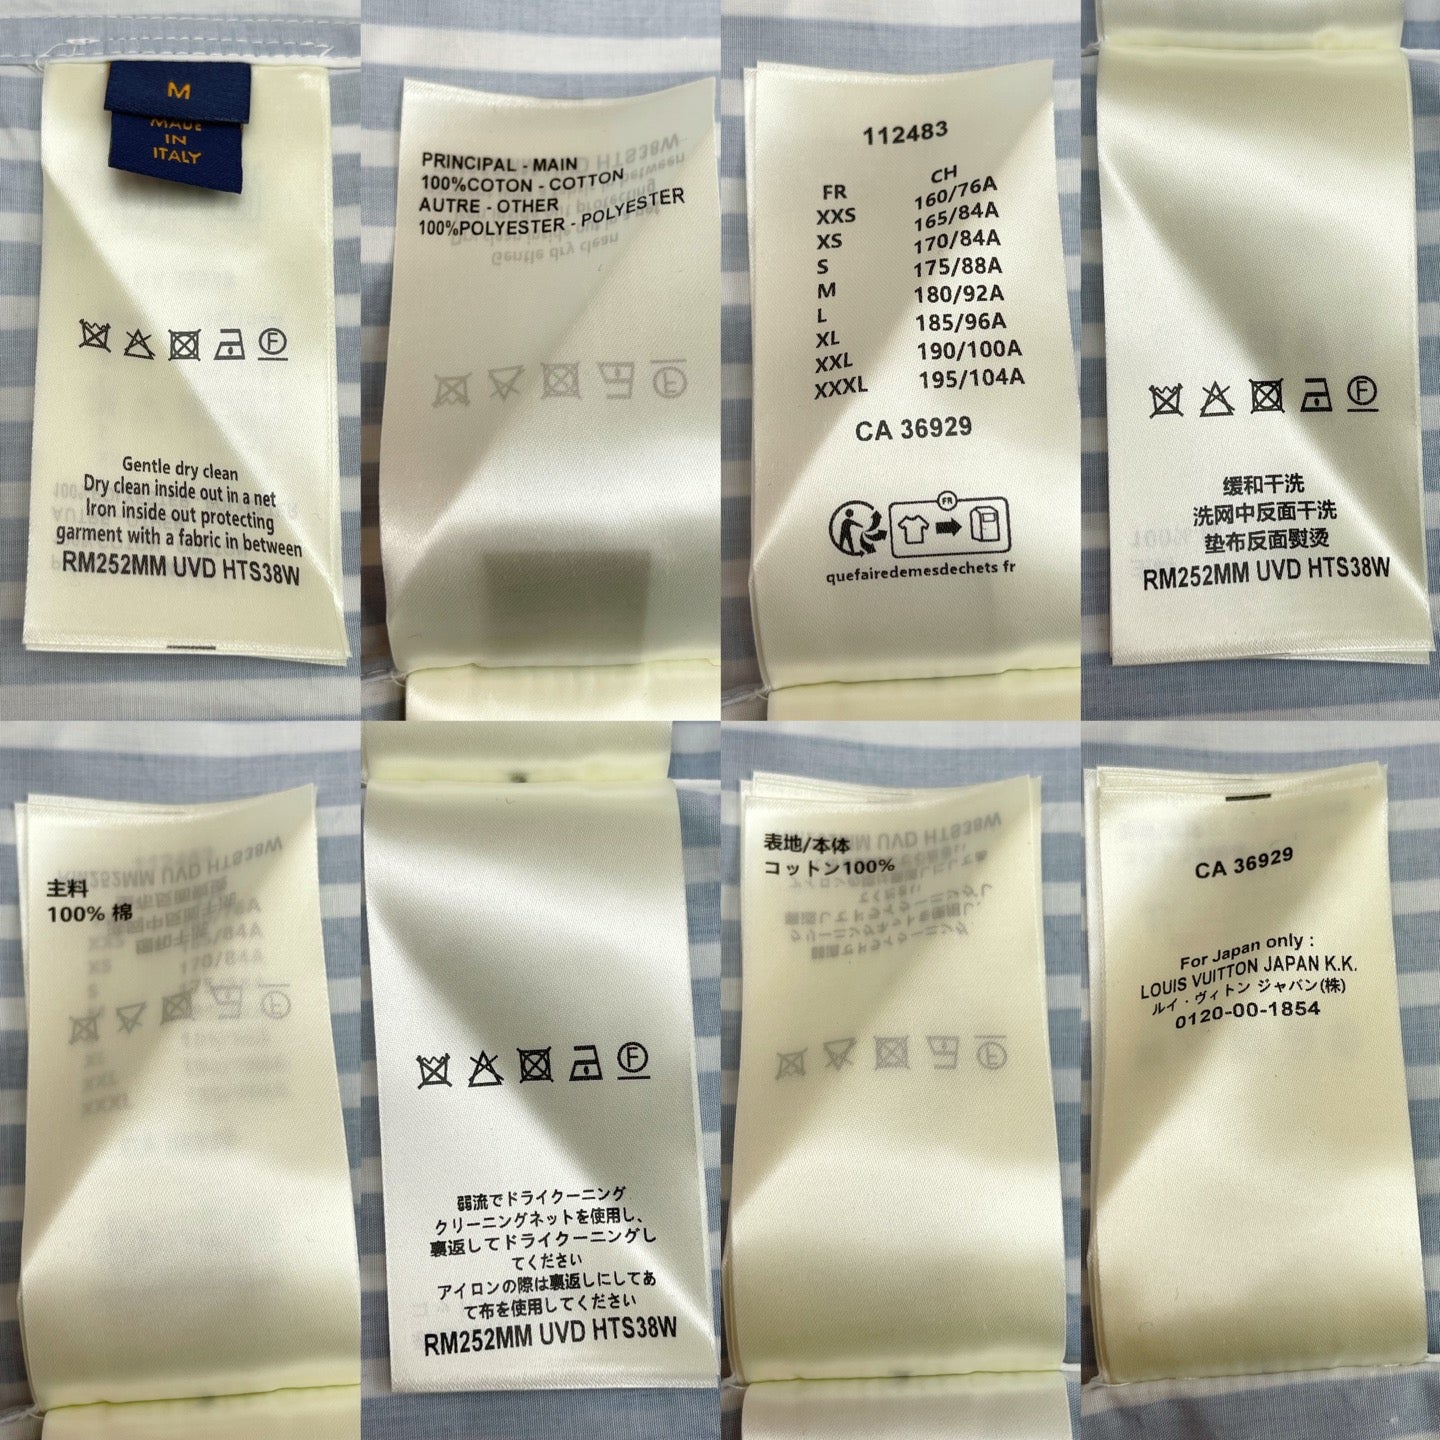 M
MADE
IN
ITALY
F
Gentle dry clean
Dry clean inside out in a net
Iron inside out protecting
garment with a fabric in between
RM252MM UVD HTS38W
PRINCIPAL - MAIN
100%COTON - COTTON
AUTRE - OTHER
100%POLYESTER - POLYESTER
112483
FR CH
XXS 160/76A
XS 165/84A
S 170/84A
M 175/88A
L 180/92A
XL 185/96A
XXL 190/100A
XXXL 195/104A
CA 36929
FR
quefairedemesdechets fr
F
缓和干洗
洗网中反面干洗
垫布反面熨烫
RM252MM UVD HTS38W
主料
100% 棉
F
弱流でドライクーニング
クリーニングネットを使用し、
裏返してドライクーニングし
てください
アイロンの際は裏返しにしてあ
て布を使用してください
RM252MM UVD HTS38W
表地/本体
コットン100%
CA 36929
For Japan only :
LOUIS VUITTON JAPAN K.K.
ルイ・ヴィトン ジャバン(株)
0120-00-1854